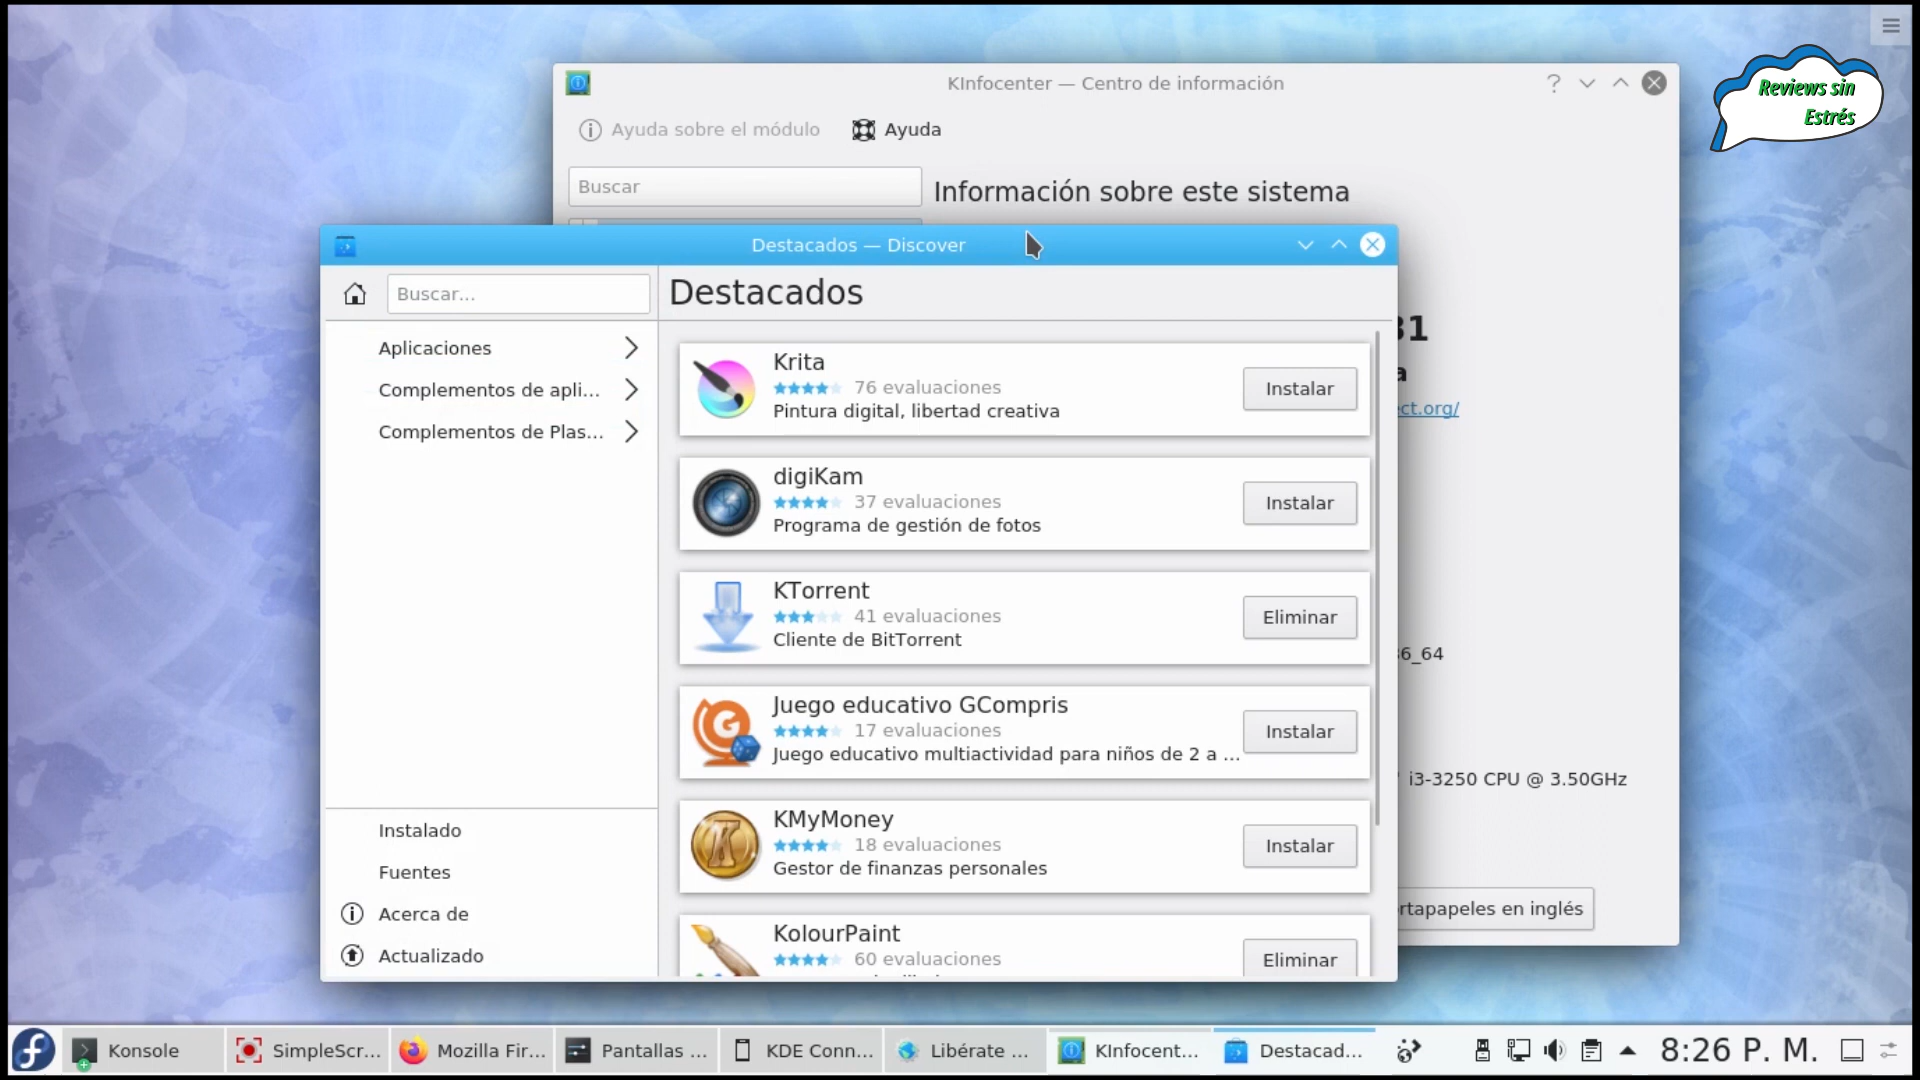 Reviews sin
Estrés
KInfocenter — Centro de información
Ayuda sobre el módulo
Ayuda
Buscar
Información sobre este sistema
Destacados — Discover
Buscar...
Destacados
Aplicaciones
Complementos de apli...
Complementos de Plas...
Krita
76 evaluaciones
Pintura digital, libertad creativa
Instalar
digiKam
37 evaluaciones
Programa de gestión de fotos
Instalar
KTorrent
41 evaluaciones
Cliente de BitTorrent
Eliminar
Juego educativo GCompris
17 evaluaciones
Juego educativo multiactividad para niños de 2 a ...
Instalar
KMyMoney
18 evaluaciones
Gestor de finanzas personales
Instalar
KolourPaint
60 evaluaciones
Eliminar
Instalado
Fuentes
Acerca de
Actualizado
31
a
ect.org/
86_64
i3-3250 CPU @ 3.50GHz
rtapapeles en inglés
Konsole
SimpleScr...
Mozilla Fir...
Pantallas ...
KDE Conn...
Libérate ...
KInfocent...
Destacad...
8:26 P. M.